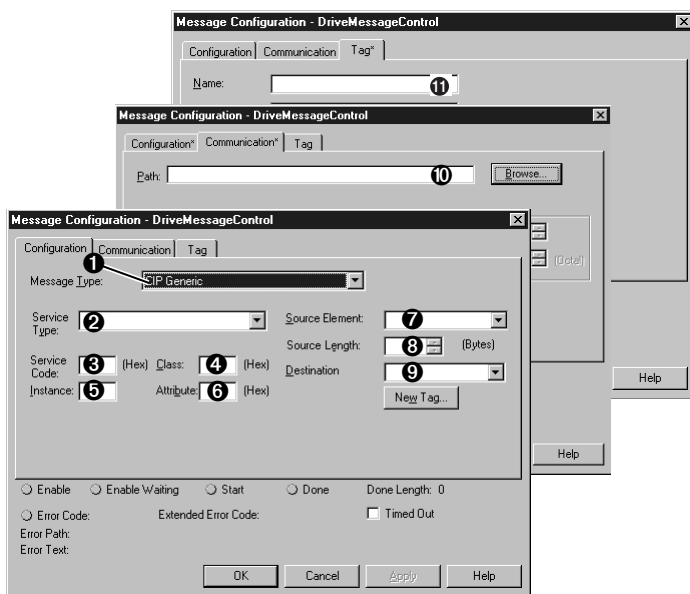 Message Configuration - DriveMessageControl
Configuration Communication Tag*
Name: 11
Message Configuration - DriveMessageControl
Configuration* Communication* Tag
Path: 10 Browse...
(Octal)
Help
Help
Message Configuration - DriveMessageControl
Configuration Communication Tag
1
Message Type: CIP Generic
Service Type: 2
Source Element: 7
Source Length: 8 (Bytes)
Service Code: 3 (Hex) Class: 4 (Hex)
Destination 9
Instance: 5 Attribute: 6 (Hex)
New Tag...
Enable Enable Waiting Start Done Done Length: 0
Error Code: Extended Error Code: Timed Out
Error Path:
Error Text:
OK Cancel Apply Help